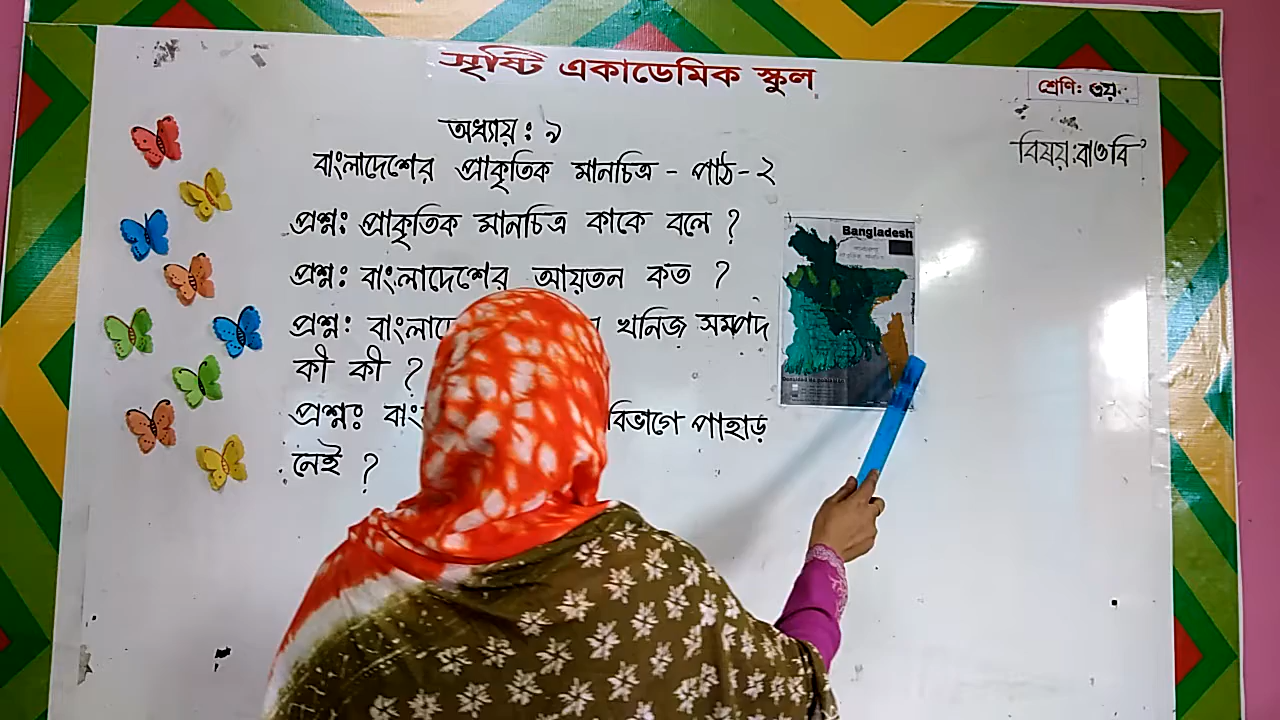 সৃষ্টি একাডেমিক স্কুল
শ্রেণি: ৩য়
বিষয়: বাওবি
অধ্যায়: ৯
বাংলাদেশের প্রাকৃতিক মানচিত্র - পাঠ-২
প্রশ্ন: প্রাকৃতিক মানচিত্র কাকে বলে ?
প্রশ্ন: বাংলাদেশের আয়তন কত ?
প্রশ্ন: খনিজ সম্পদ
কী কী ?
প্রশ্ন: বিভাগে পাহাড়
নেই ?
Bangladesh